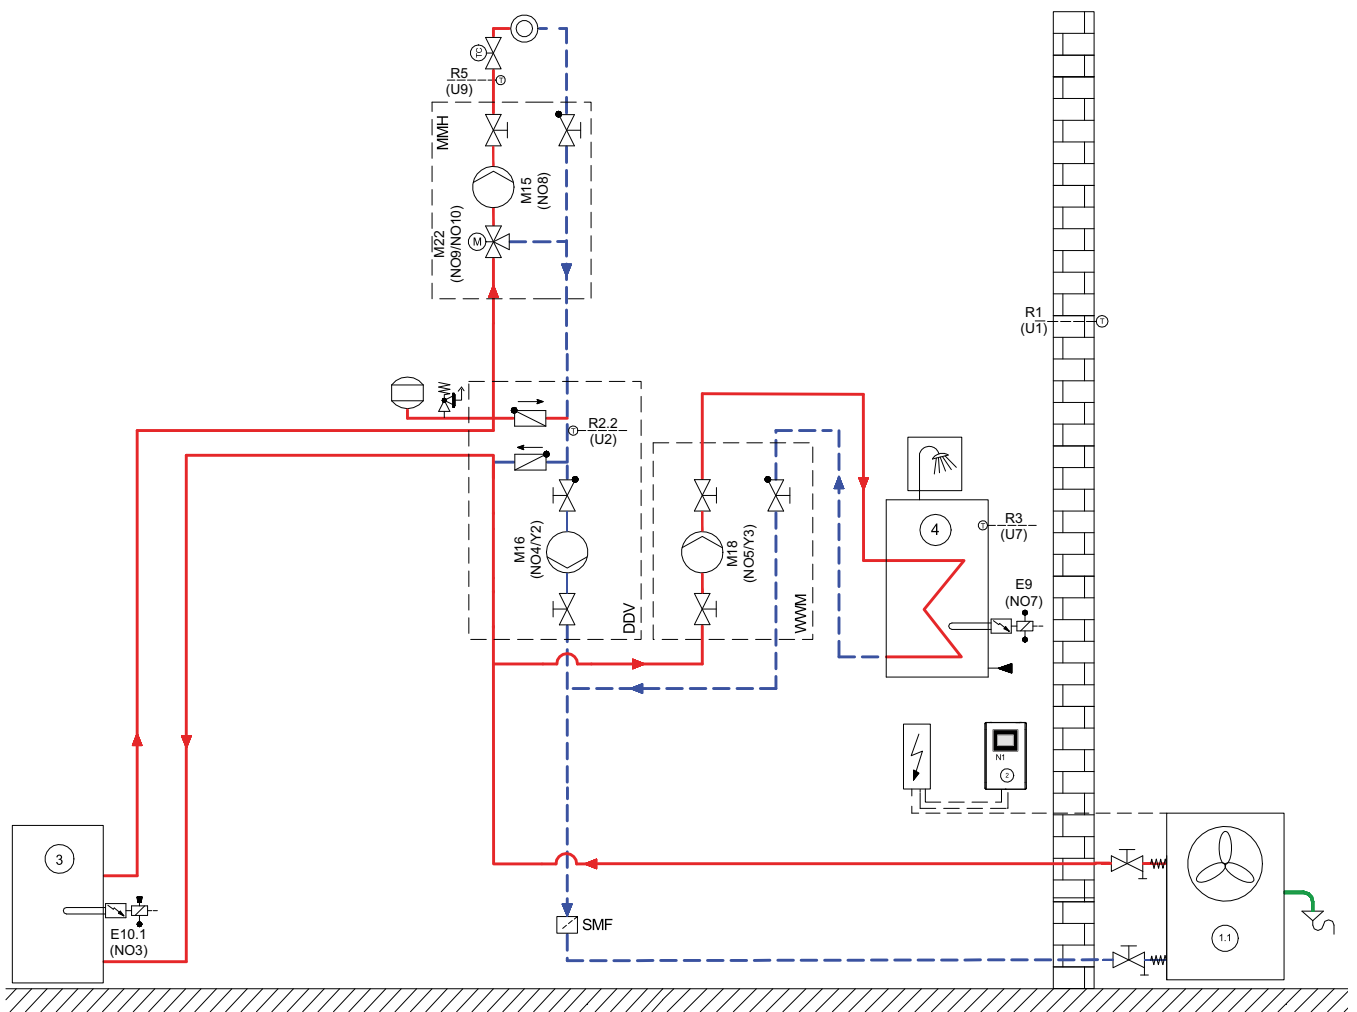 TC
R5
T
(U9)
MMH
M15
(NO8)
M
M22
(NO9/NO10)
R1
T
(U1)
R2.2
T
(U2)
M16
(NO4/Y2)
DDV
M18
(NO5/Y3)
WWM
4
R3
T
(U7)
E9
(NO7)
N1
2
3
E10.1
(NO3)
SMF
1.1